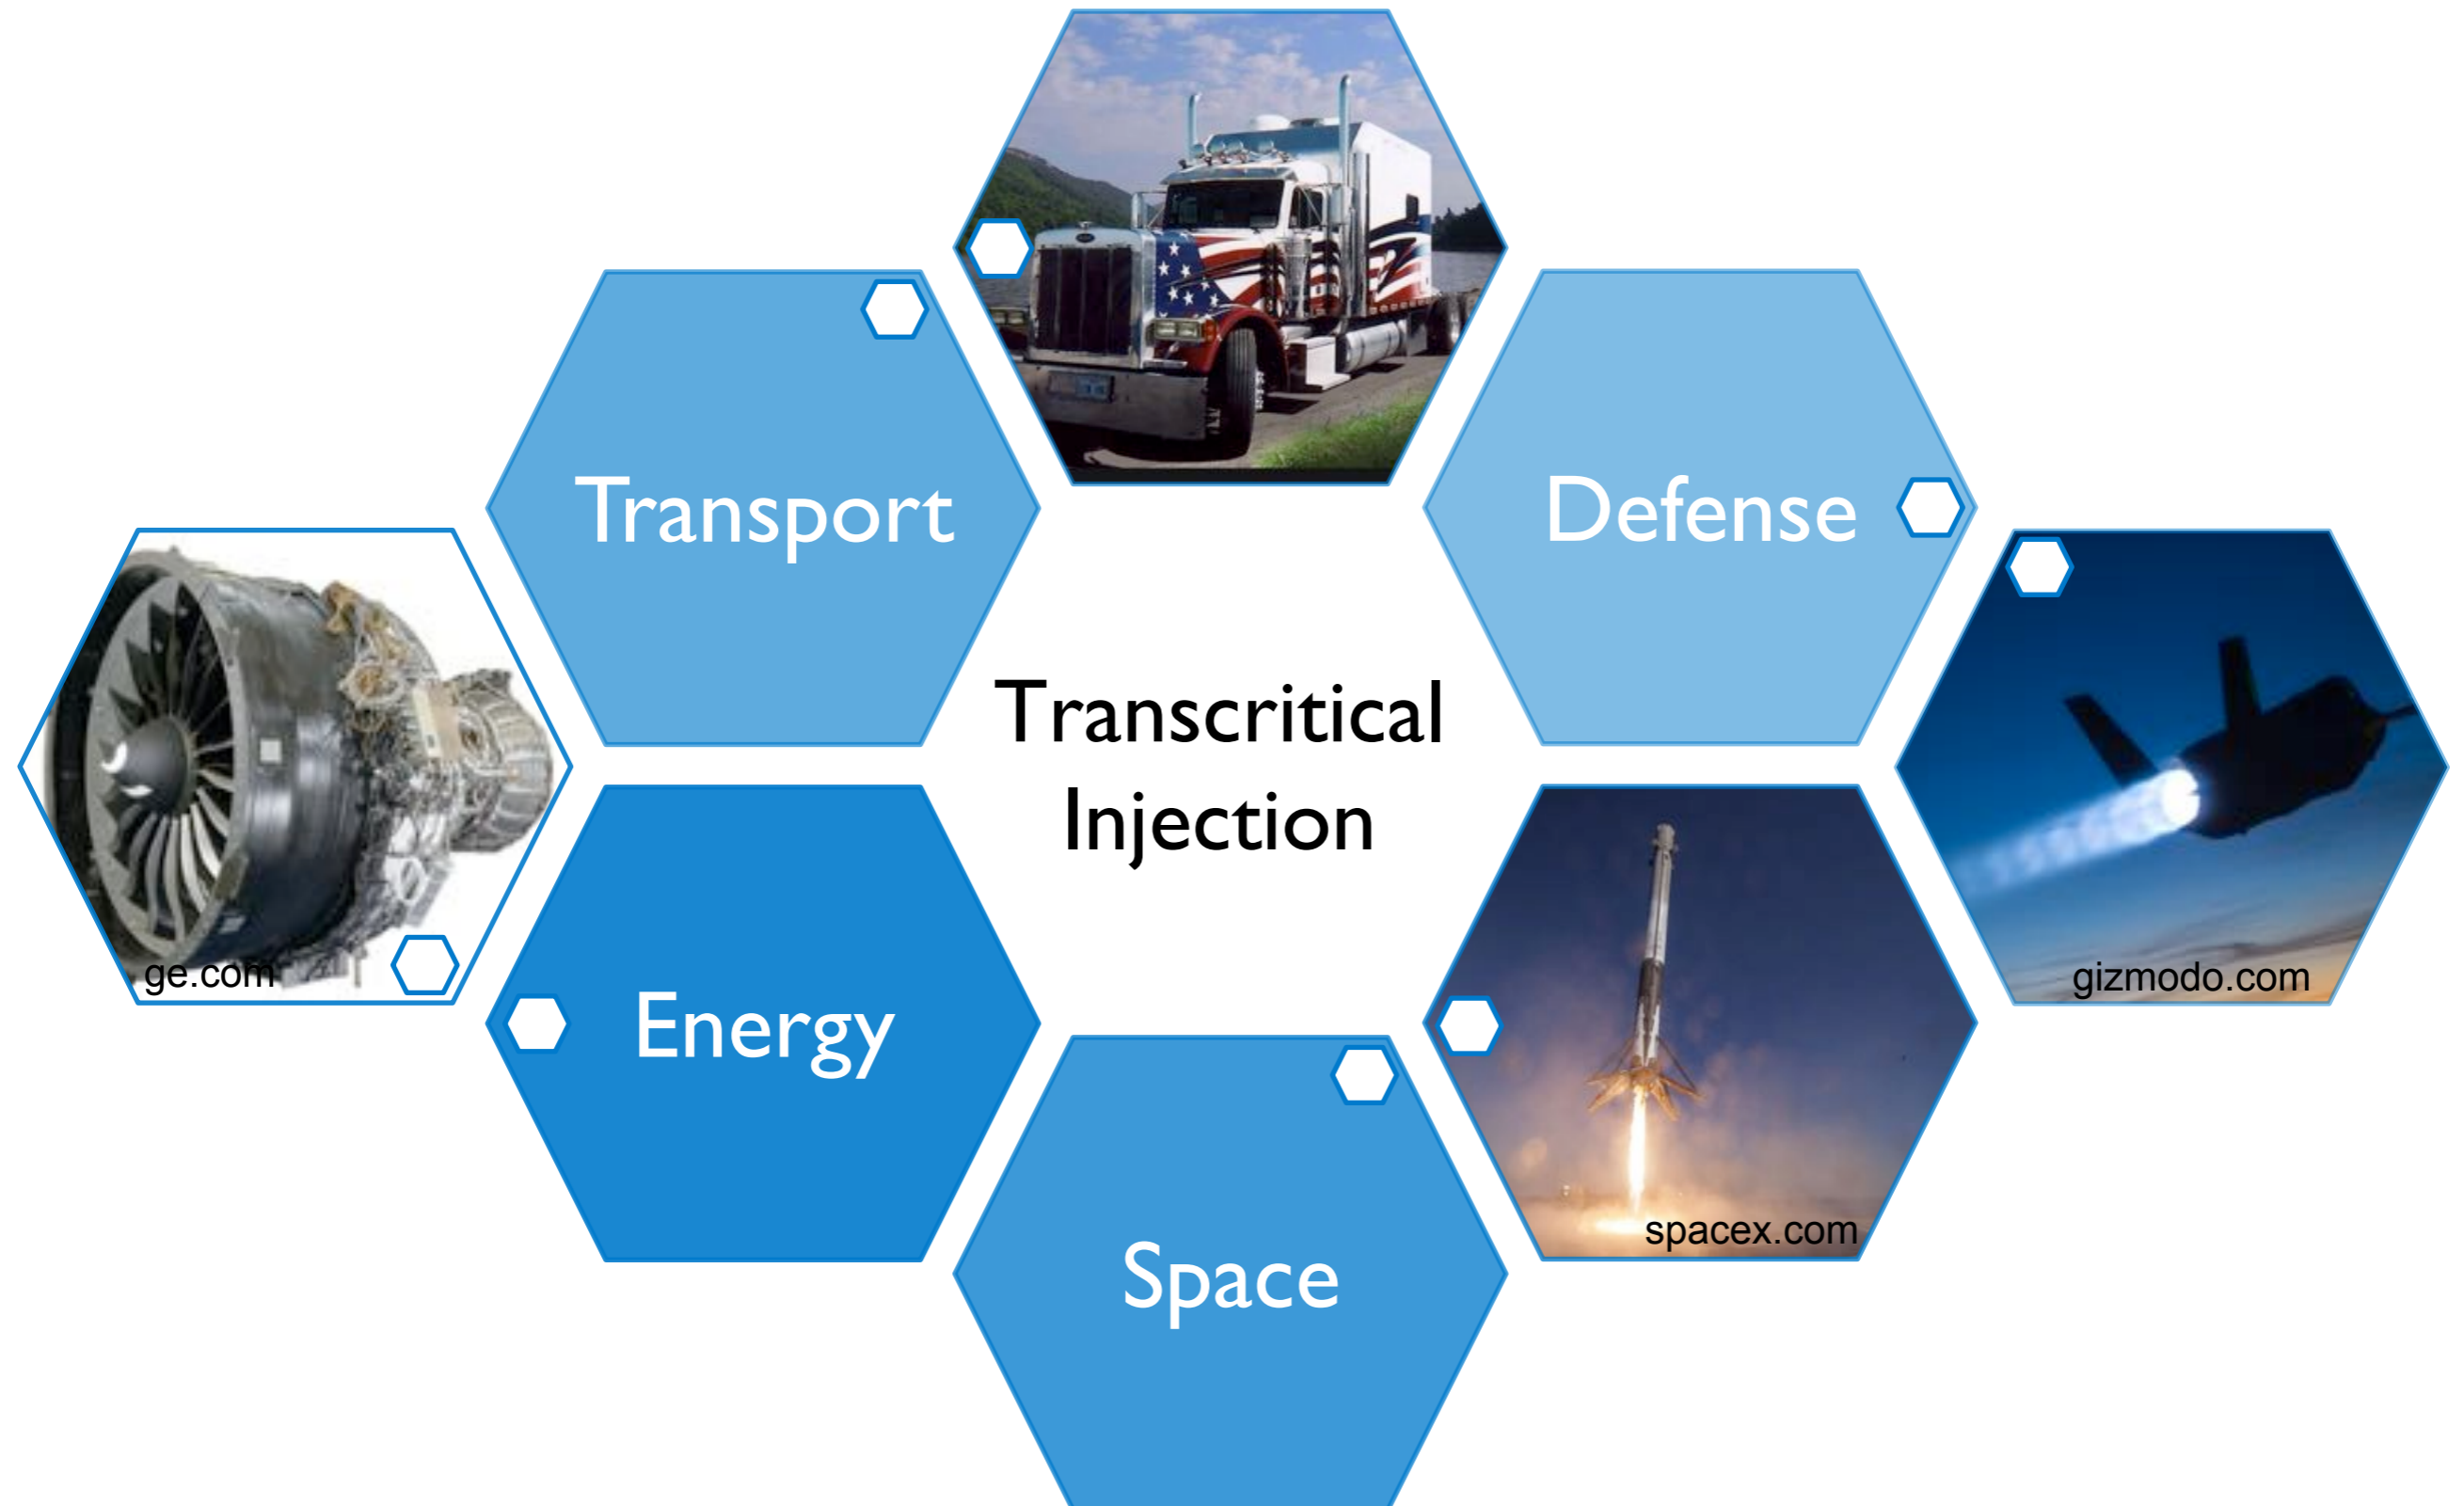 Transport
Defense
Transcritical
Injection
ge.com
gizmodo.com
Energy
spacex.com
Space